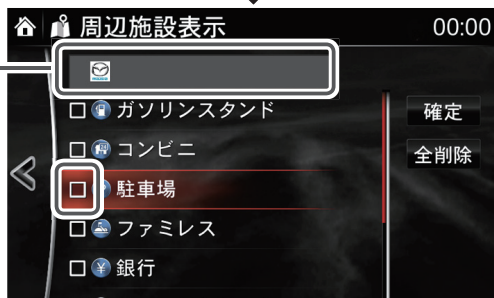 周辺施設表示 00:00
ガソリンスタンド
確定
コンビニ
全削除
駐車場
ファミレス
¥ 銀行